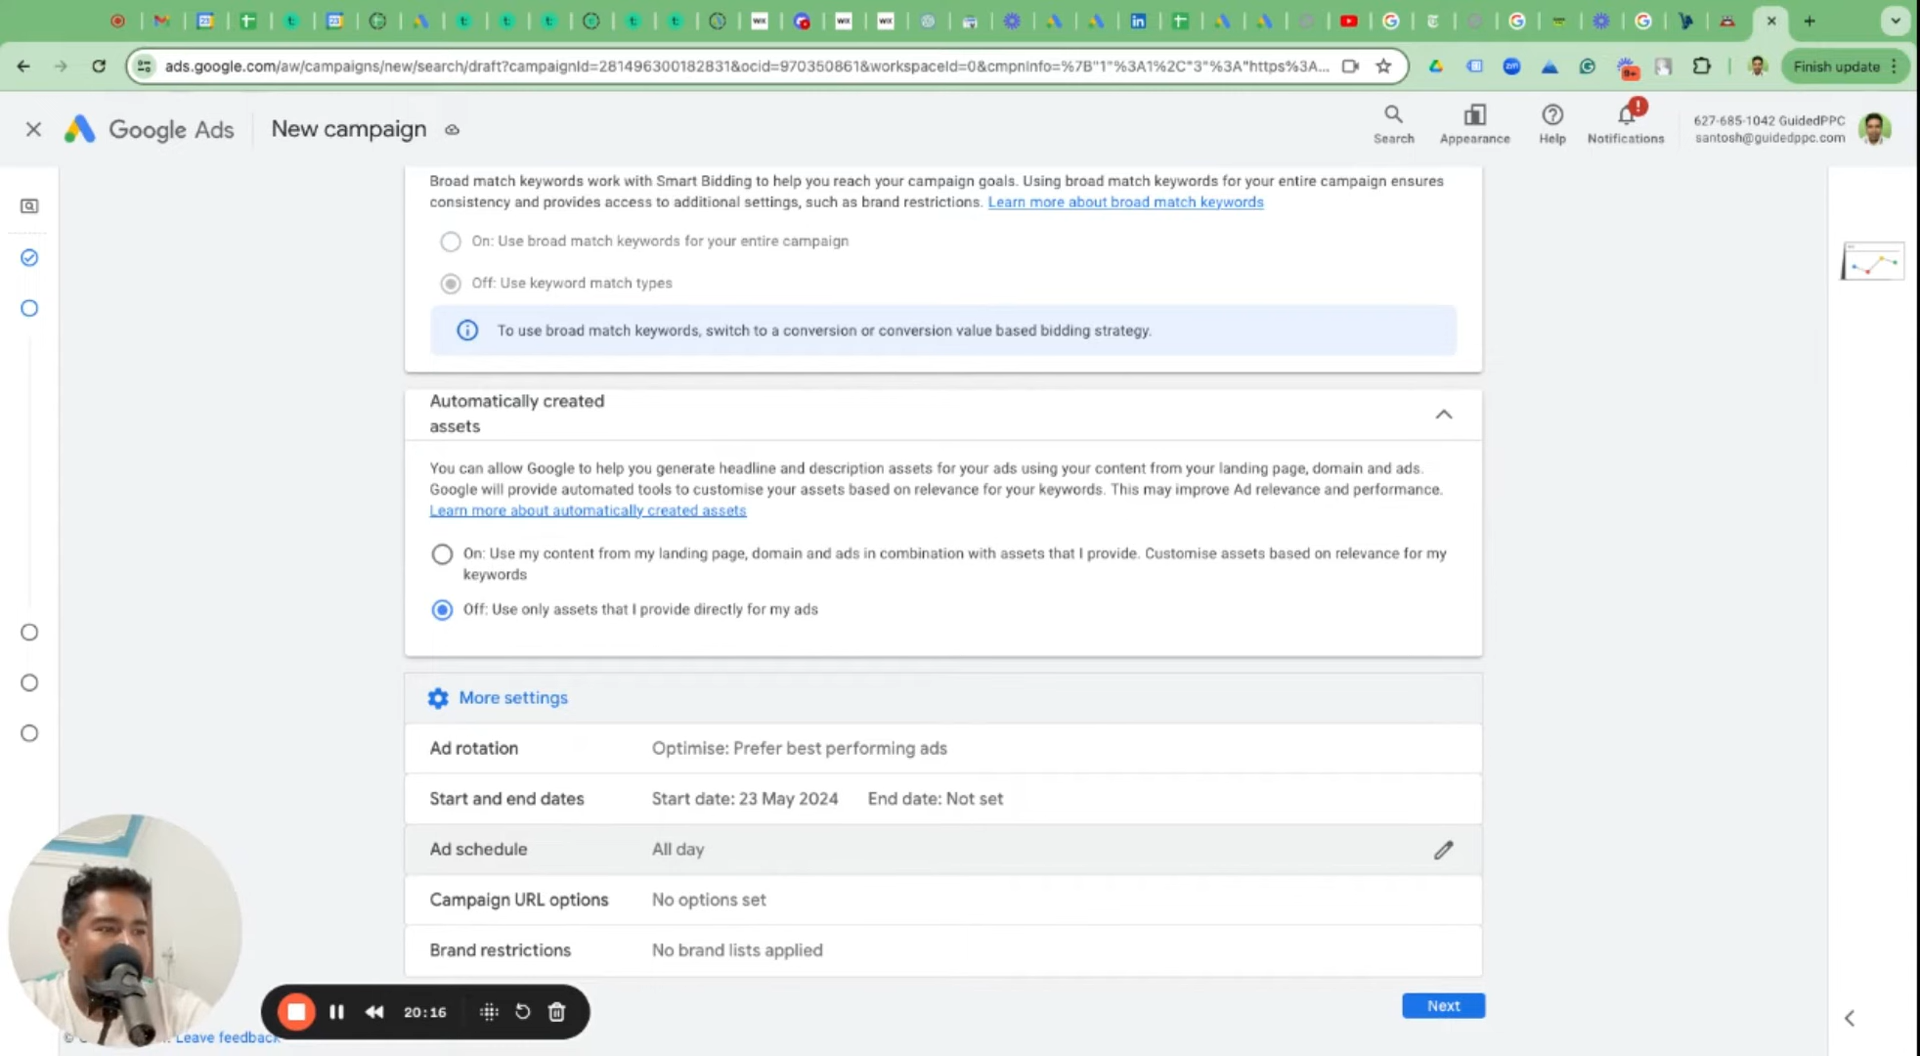 ads.google.com/aw/campaigns/new/search/draft?campaignId=281496300182831&ocid=970350861&workspaceId=0&cmpnInfo=%7B"1"%3A1%2C"3"%3A"https%3A...
Finish update
Google Ads
New campaign
Search
Appearance
Help
Notifications
627-685-1042 GuidedPPC
santosh@guidedppc.com
Broad match keywords work with Smart Bidding to help you reach your campaign goals. Using broad match keywords for your entire campaign ensures
consistency and provides access to additional settings, such as brand restrictions. Learn more about broad match keywords
On: Use broad match keywords for your entire campaign
Off: Use keyword match types
To use broad match keywords, switch to a conversion or conversion value based bidding strategy.
Automatically created
assets
You can allow Google to help you generate headline and description assets for your ads using your content from your landing page, domain and ads.
Google will provide automated tools to customise your assets based on relevance for your keywords. This may improve Ad relevance and performance.
Learn more about automatically created assets
On: Use my content from my landing page, domain and ads in combination with assets that I provide. Customise assets based on relevance for my
keywords
Off: Use only assets that I provide directly for my ads
More settings
Ad rotation Optimise: Prefer best performing ads
Start and end dates Start date: 23 May 2024 End date: Not set
Ad schedule All day
Campaign URL options No options set
Brand restrictions No brand lists applied
Next
20:16
Leave feedback